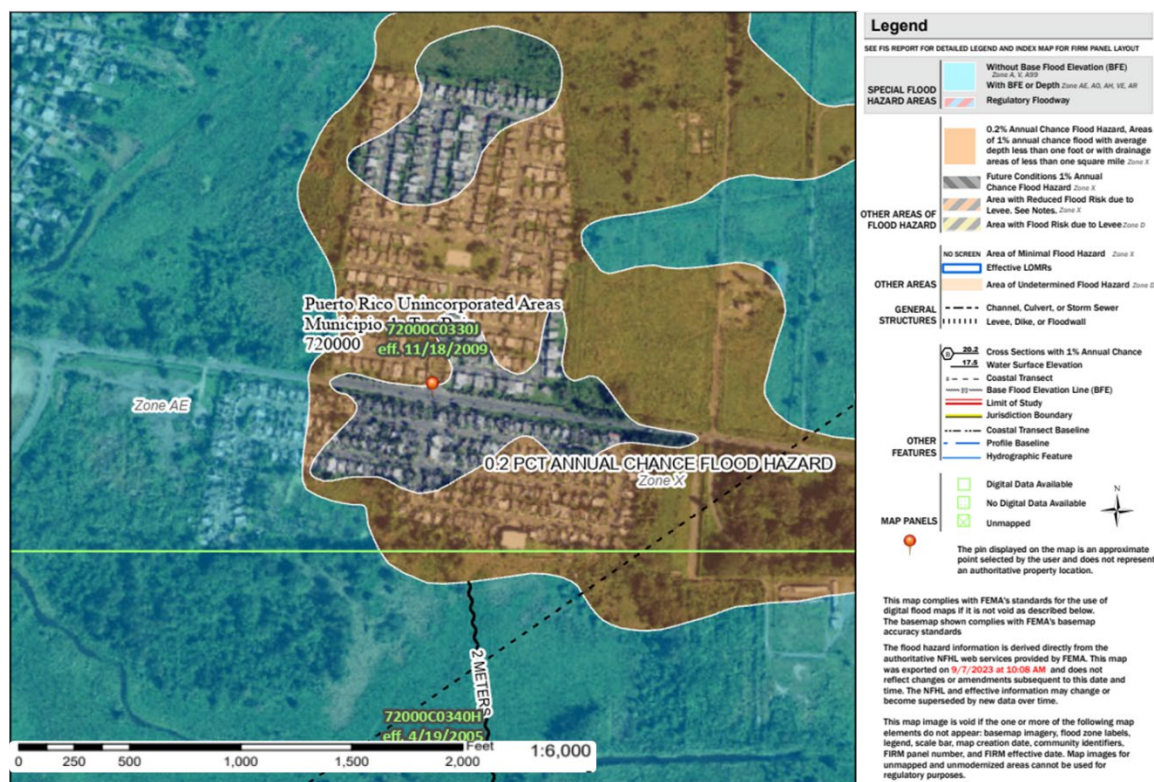 Puerto Rico Unincorporated Areas
Municipio
720000
72000C0330J
eff. 11/18/2009
Zone AE
0.2 PCT ANNUAL CHANCE FLOOD HAZARD
Zone X
2 METERS
72000C0340H
eff. 4/19/2005
Feet
1:6,000
0 250 500 1,000 1,500 2,000
Legend
SEE FIS REPORT FOR DETAILED LEGEND AND INDEX MAP FOR FIRM PANEL LAYOUT
SPECIAL FLOOD
HAZARD AREAS
Without Base Flood Elevation (BFE)
Zone A, V, A99
With BFE or Depth Zone AE, AO, AH, VE, AR
Regulatory Floodway
0.2% Annual Chance Flood Hazard, Areas
of 1% annual chance flood with average
depth less than one foot or with drainage
areas of less than one square mile Zone X
Future Conditions 1% Annual
Chance Flood Hazard Zone X
Area with Reduced Flood Risk due to
Levee. See Notes. Zone X
Area with Flood Risk due to Levee Zone D
OTHER AREAS OF
FLOOD HAZARD
NO SCREEN Area of Minimal Flood Hazard Zone X
Effective LOMRs
OTHER AREAS
Area of Undetermined Flood Hazard Zone D
GENERAL
STRUCTURES
Channel, Culvert, or Storm Sewer
Levee, Dike, or Floodwall
B 20.2 Cross Sections with 1% Annual Chance
17.5 Water Surface Elevation
8 Coastal Transect
Base Flood Elevation Line (BFE)
Limit of Study
Jurisdiction Boundary
Coastal Transect Baseline
OTHER
FEATURES
Profile Baseline
Hydrographic Feature
Digital Data Available
No Digital Data Available
Unmapped
N
MAP PANELS
The pin displayed on the map is an approximate
point selected by the user and does not represent
an authoritative property location.
This map complies with FEMA's standards for the use of
digital flood maps if it is not void as described below.
The basemap shown complies with FEMA's basemap
accuracy standards
The flood hazard information is derived directly from the
authoritative NFHL web services provided by FEMA. This map
was exported on 9/7/2023 at 10:08 AM and does not
reflect changes or amendments subsequent to this date and
time. The NFHL and effective information may change or
become superseded by new data over time.
This map image is void if the one or more of the following map
elements do not appear: basemap imagery, flood zone labels,
legend, scale bar, map creation date, community identifiers,
FIRM panel number, and FIRM effective date. Map images for
unmapped and unmodernized areas cannot be used for
regulatory purposes.